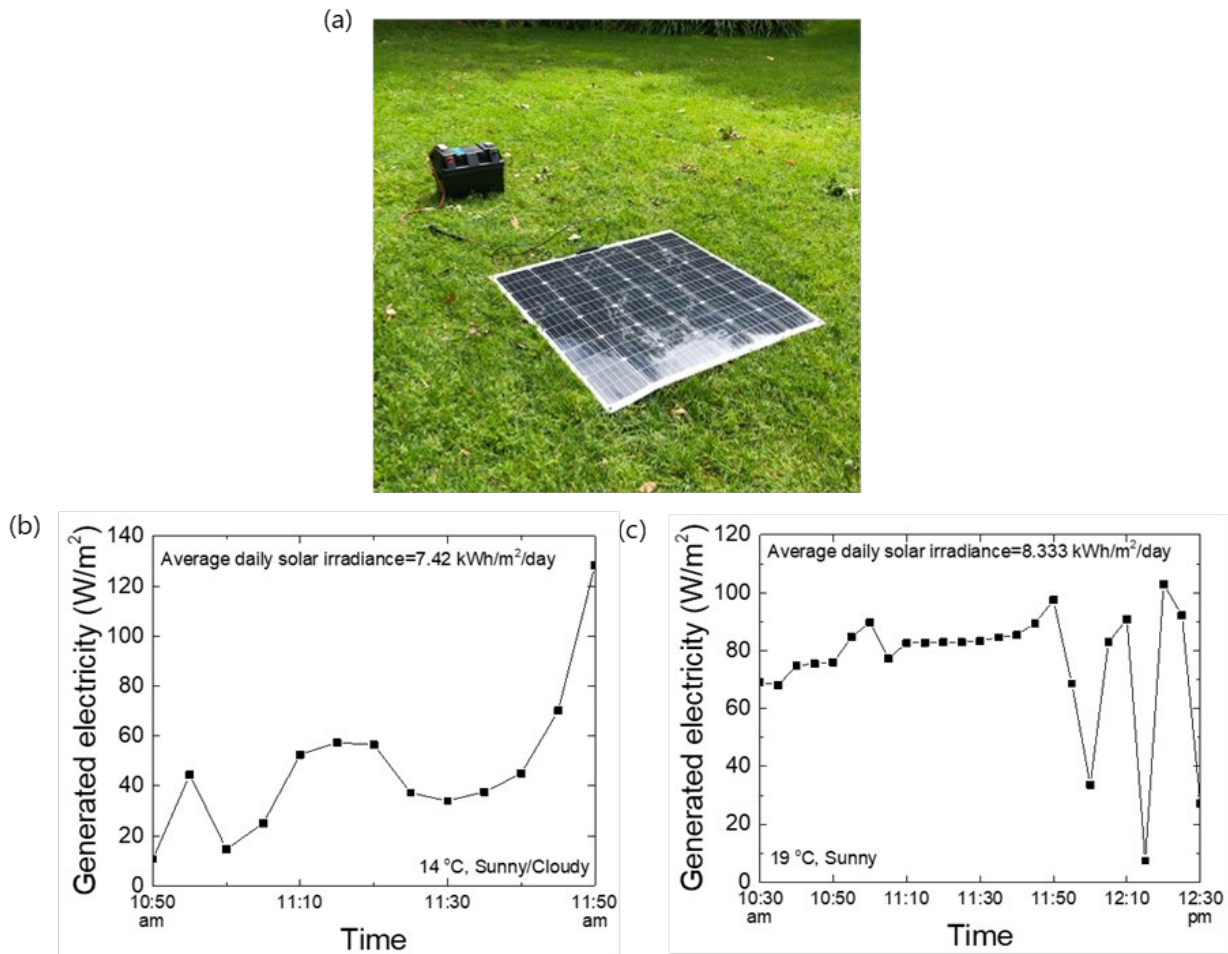 (a)
(b)
Generated electricity (W/m²)
140
120
100
80
60
40
20
0
Average daily solar irradiance=7.42 kWh/m²/day
14 °C, Sunny/Cloudy
10:50
am
11:10
11:30
11:50
am
Time
(c)
Generated electricity (W/m²)
120
100
80
60
40
20
0
Average daily solar irradiance=8.333 kWh/m²/day
19 °C, Sunny
10:30
am
10:50
11:10
11:30
11:50
12:10
12:30
pm
Time